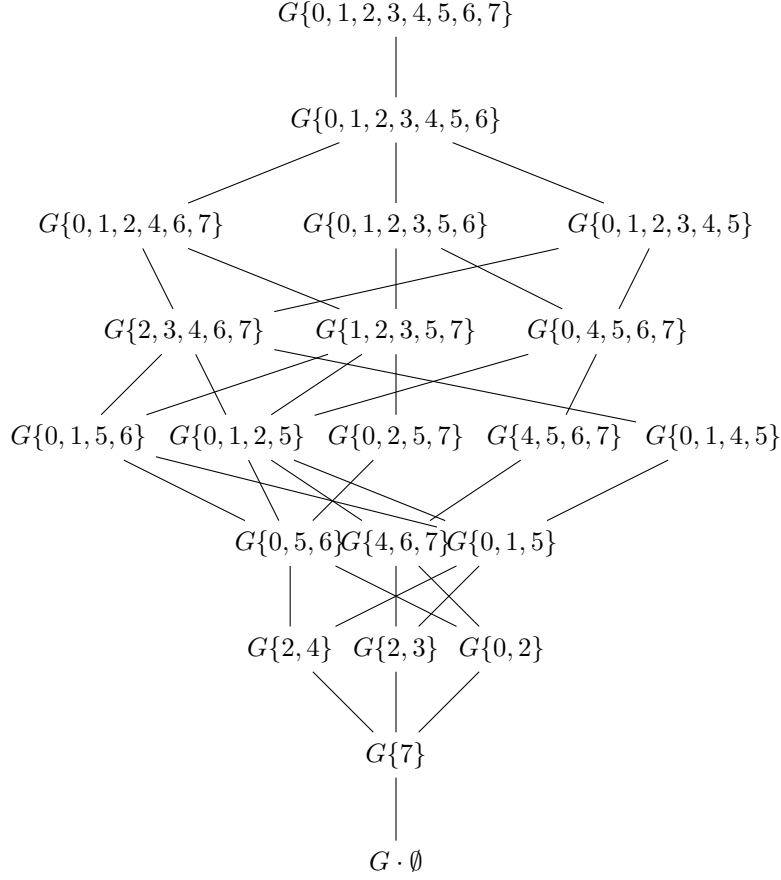 G{0, 1, 2, 3, 4, 5, 6, 7}
G{0, 1, 2, 3, 4, 5, 6}
G{0, 1, 2, 4, 6, 7} G{0, 1, 2, 3, 5, 6} G{0, 1, 2, 3, 4, 5}
G{2, 3, 4, 6, 7} G{1, 2, 3, 5, 7} G{0, 4, 5, 6, 7}
G{0, 1, 5, 6} G{0, 1, 2, 5} G{0, 2, 5, 7} G{4, 5, 6, 7} G{0, 1, 4, 5}
G{0, 5, 6} G{4, 6, 7} G{0, 1, 5}
G{2, 4} G{2, 3} G{0, 2}
G{7}
G · ∅